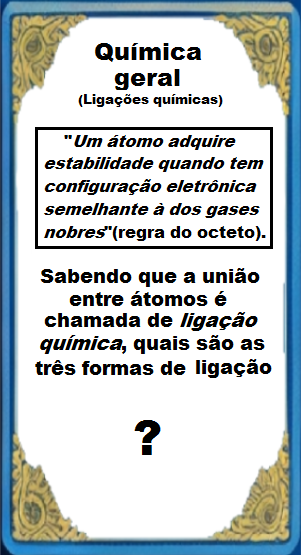 Química
geral
(Ligações químicas)
"Um átomo adquire
estabilidade quando tem
configuração eletrônica
semelhante à dos gases
nobres"(regra do octeto).
Sabendo que a união
entre átomos é
chamada de ligação
química, quais são as
três formas de ligação
?